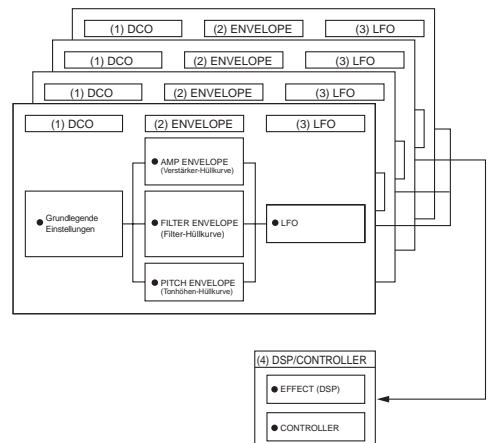 (1) DCO (2) ENVELOPE (3) LFO
(1) DCO (2) ENVELOPE (3) LFO
(1) DCO (2) ENVELOPE (3) LFO
(1) DCO (2) ENVELOPE (3) LFO
● AMP ENVELOPE
(Verstärker-Hüllkurve)
● Grundlegende
Einstellungen
● FILTER ENVELOPE
(Filter-Hüllkurve)
● LFO
● PITCH ENVELOPE
(Tonhöhen-Hüllkurve)
(4) DSP/CONTROLLER
● EFFECT (DSP)
● CONTROLLER